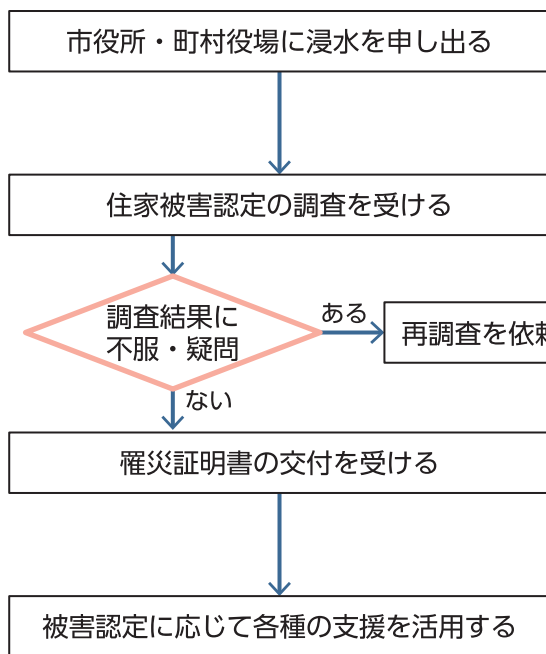 市役所・町村役場に浸水を申し出る
住家被害認定の調査を受ける
調査結果に
不服・疑問
ある
再調査を依頼
ない
罹災証明書の交付を受ける
被害認定に応じて各種の支援を活用する